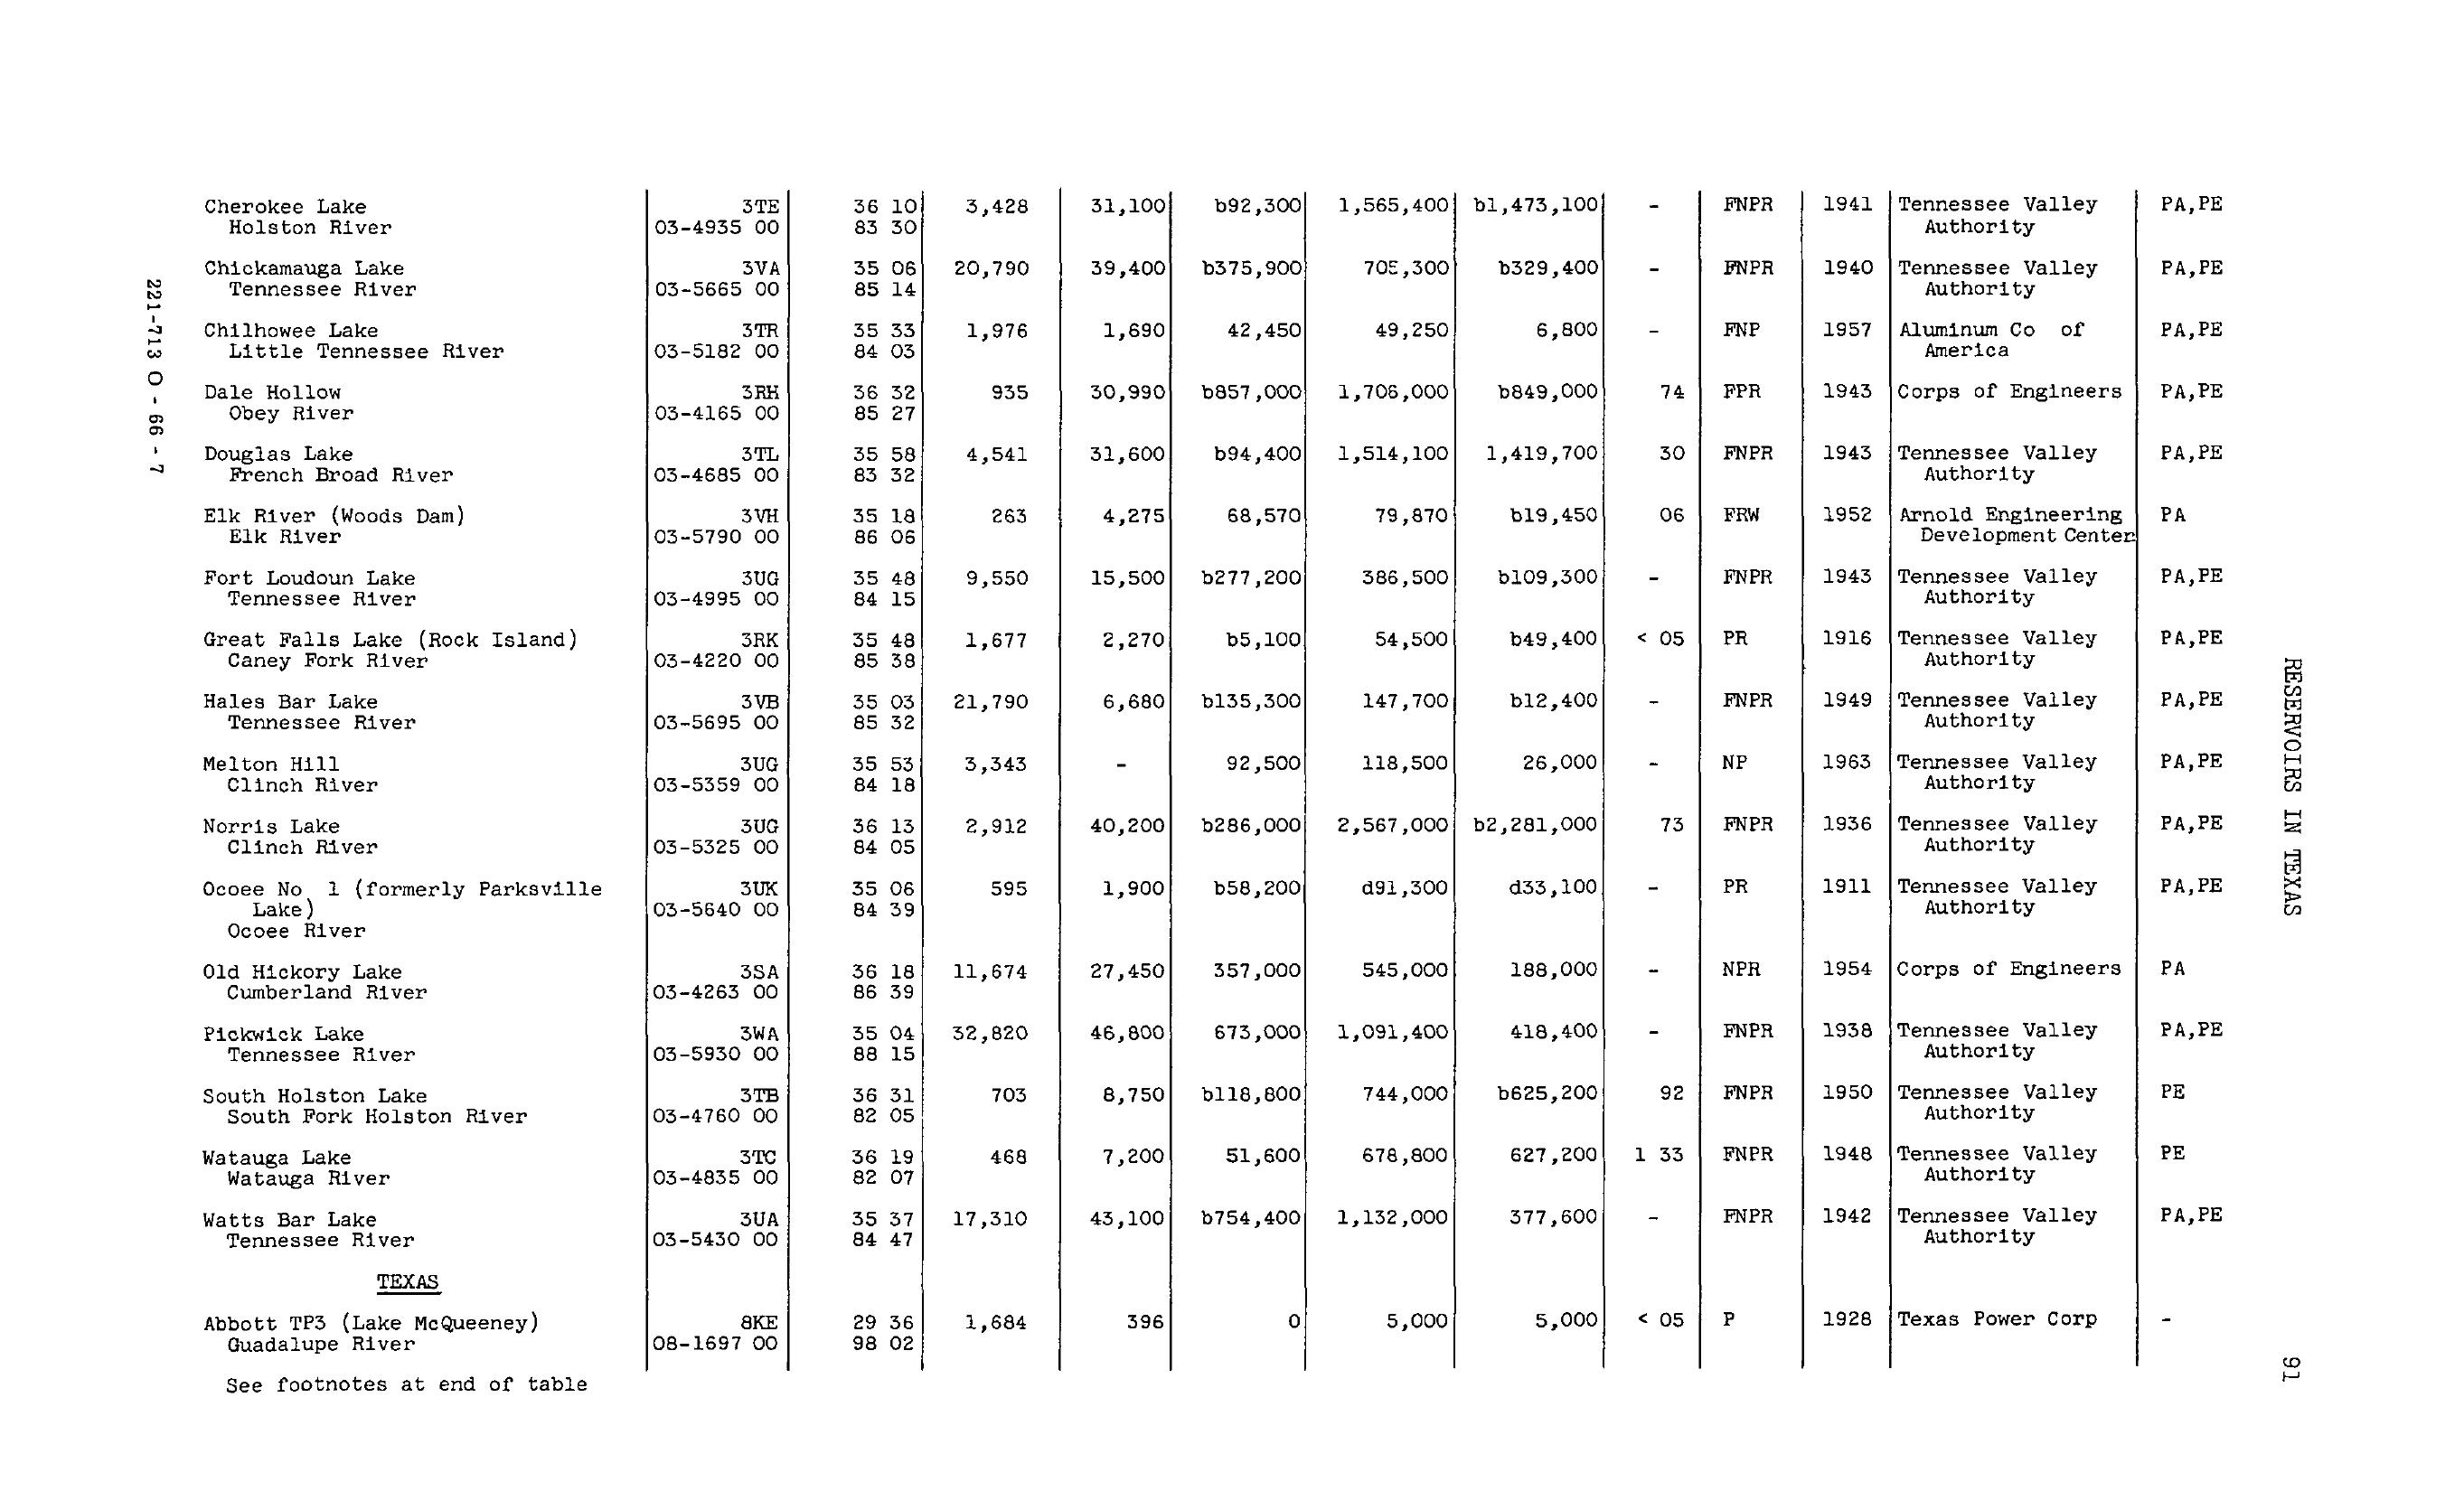 Cherokee Lake 3TE 36 10 3,428 31,100 b92,300 1,565,400 b1,473,100 - FNPR 1941 Tennessee Valley PA,PE
Holston River 03-4935 00 83 30 Authority
Chickamauga Lake 3VA 35 06 20,790 39,400 b375,900 705,300 b329,400 - FNPR 1940 Tennessee Valley PA,PE
Tennessee River 03-5665 00 85 14 Authority
Chilhowee Lake 3TR 35 33 1,976 1,690 42,450 49,250 6,800 - FNP 1957 Aluminum Co of PA,PE
Little Tennessee River 03-5182 00 84 03 America
Dale Hollow 3RH 36 32 935 30,990 b857,000 1,706,000 b849,000 74 FPR 1943 Corps of Engineers PA,PE
Obey River 03-4165 00 85 27
Douglas Lake 3TL 35 58 4,541 31,600 b94,400 1,514,100 1,419,700 30 FNPR 1943 Tennessee Valley PA,PE
French Broad River 03-4685 00 83 32 Authority
Elk River (Woods Dam) 3VH 35 18 263 4,275 68,570 79,870 b19,450 06 FRW 1952 Arnold Engineering PA
Elk River 03-5790 00 86 06 Development Center
Fort Loudoun Lake 3UG 35 48 9,550 15,500 b277,200 386,500 b109,300 - FNPR 1943 Tennessee Valley PA,PE
Tennessee River 03-4995 00 84 15 Authority
Great Falls Lake (Rock Island) 3RK 35 48 1,677 2,270 b5,100 54,500 b49,400 < 05 PR 1916 Tennessee Valley PA,PE
Caney Fork River 03-4220 00 85 38 Authority
Hales Bar Lake 3VB 35 03 21,790 6,680 b135,300 147,700 b12,400 - FNPR 1949 Tennessee Valley PA,PE
Tennessee River 03-5695 00 85 32 Authority
Melton Hill 3UG 35 53 3,343 - 92,500 118,500 26,000 - NP 1963 Tennessee Valley PA,PE
Clinch River 03-5359 00 84 18 Authority
Norris Lake 3UG 36 13 2,912 40,200 b286,000 2,567,000 b2,281,000 73 FNPR 1936 Tennessee Valley PA,PE
Clinch River 03-5325 00 84 05 Authority
Ocoee No 1 (formerly Parksville 3UK 35 06 595 1,900 b58,200 d91,300 d33,100 - PR 1911 Tennessee Valley PA,PE
Lake) 03-5640 00 84 39 Authority
Ocoee River
Old Hickory Lake 3SA 36 18 11,674 27,450 357,000 545,000 188,000 - NPR 1954 Corps of Engineers PA
Cumberland River 03-4263 00 86 39
Pickwick Lake 3WA 35 04 32,820 46,800 673,000 1,091,400 418,400 - FNPR 1938 Tennessee Valley PA,PE
Tennessee River 03-5930 00 88 15 Authority
South Holston Lake 3TB 36 31 703 8,750 b118,800 744,000 b625,200 92 FNPR 1950 Tennessee Valley PE
South Fork Holston River 03-4760 00 82 05 Authority
Watauga Lake 3TC 36 19 468 7,200 51,600 678,800 627,200 1 33 FNPR 1948 Tennessee Valley PE
Watauga River 03-4835 00 82 07 Authority
Watts Bar Lake 3UA 35 37 17,310 43,100 b754,400 1,132,000 377,600 - FNPR 1942 Tennessee Valley PA,PE
Tennessee River 03-5430 00 84 47 Authority
TEXAS
Abbott TP3 (Lake McQueeney) 8KE 29 36 1,684 396 0 5,000 5,000 < 05 P 1928 Texas Power Corp -
Guadalupe River 08-1697 00 98 02
See footnotes at end of table
221-713 O - 66 - 7
RESERVOIRS IN TEXAS
91